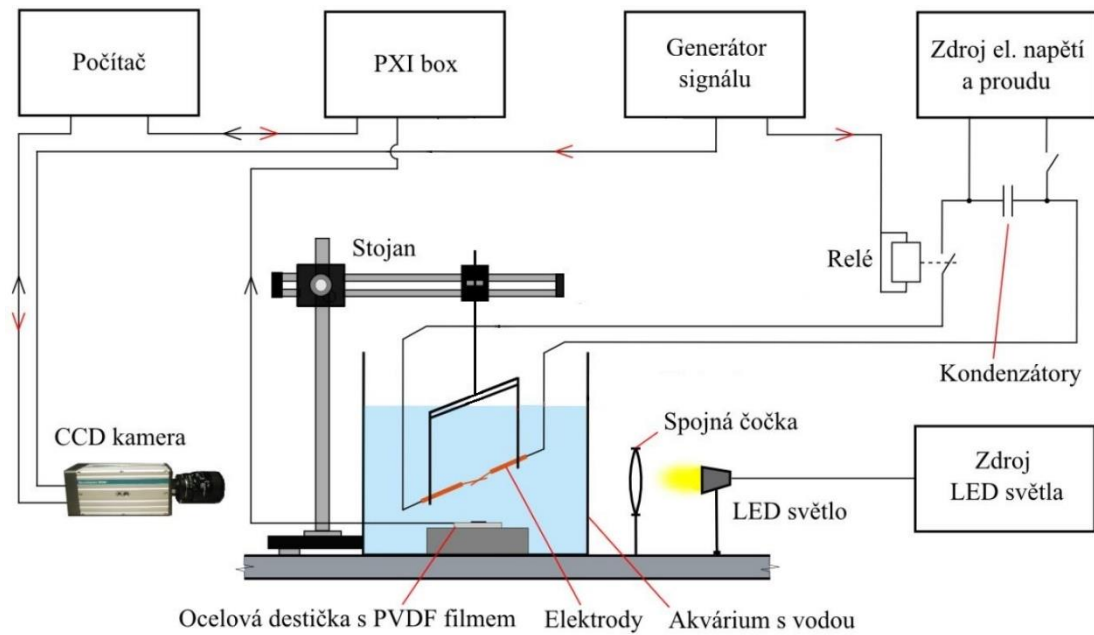 Počítač
PXI box
Generátor
signálu
Zdroj el. napětí
a proudu
Stojan
Relé
Kondenzátory
CCD kamera
Spojná čočka
LED světlo
Zdroj
LED světla
Ocelová destička s PVDF filmem
Elektrody
Akvárium s vodou